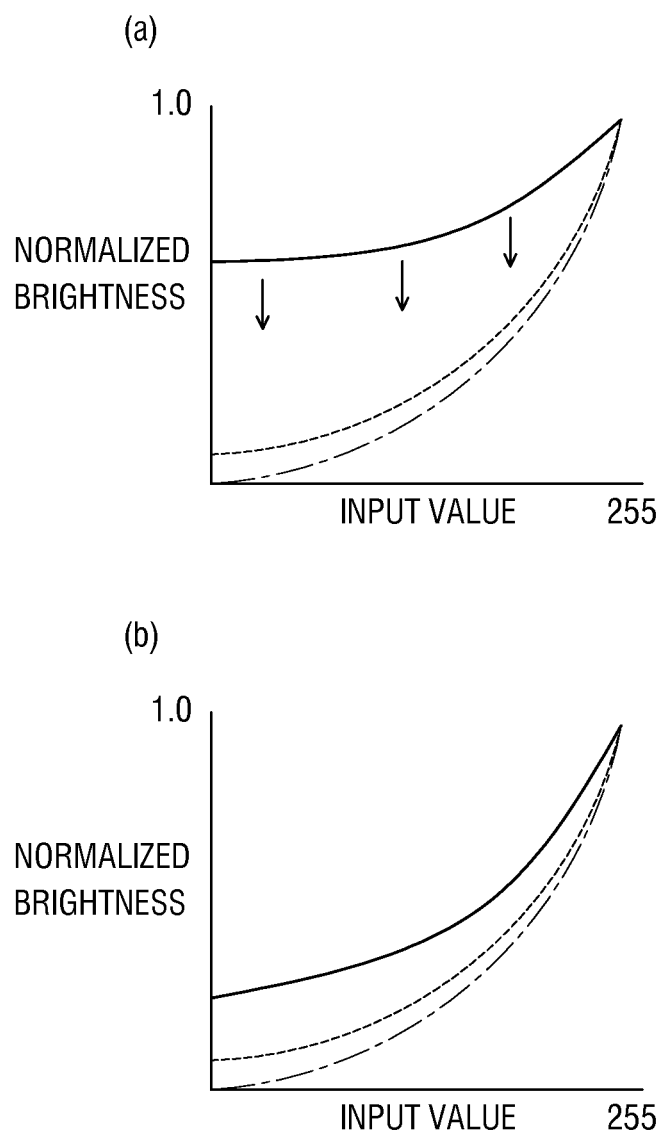 (a)
1.0
NORMALIZED
BRIGHTNESS
INPUT VALUE
255
(b)
1.0
NORMALIZED
BRIGHTNESS
INPUT VALUE
255